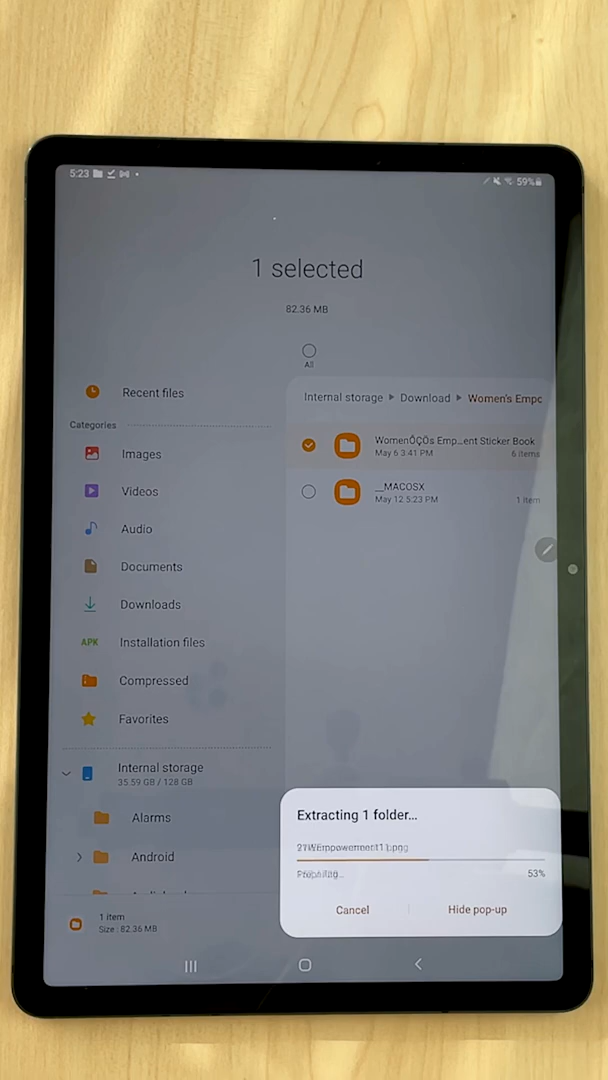 5:23
59%
1 selected
82.36 MB
All
Recent files
Categories
Images
Videos
Audio
Documents
Downloads
APK Installation files
Compressed
Favorites
Internal storage
35.59 GB / 128 GB
Alarms
Android
1 item
Size : 82.36 MB
Internal storage Download Women's Empo
WomenÔÇÖs Emp...ent Sticker Book
May 6 3:41 PM 6 items
__MACOSX
May 12 5:23 PM 1 item
Extracting 1 folder...
53%
Cancel Hide pop-up